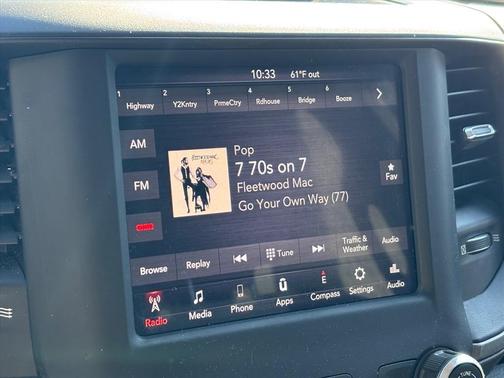 10:33 61°F out
1 2 3 4 5 6
Highway Y2Kntry PrmeCtry Rdhouse Bridge Booze
AM
Pop
7 70s on 7
Fleetwood Mac
Go Your Own Way (77)
FM
Fav
Browse Replay Tune Traffic & Weather Audio
E
Radio Media Phone Apps Compass Settings Audio
TUNE